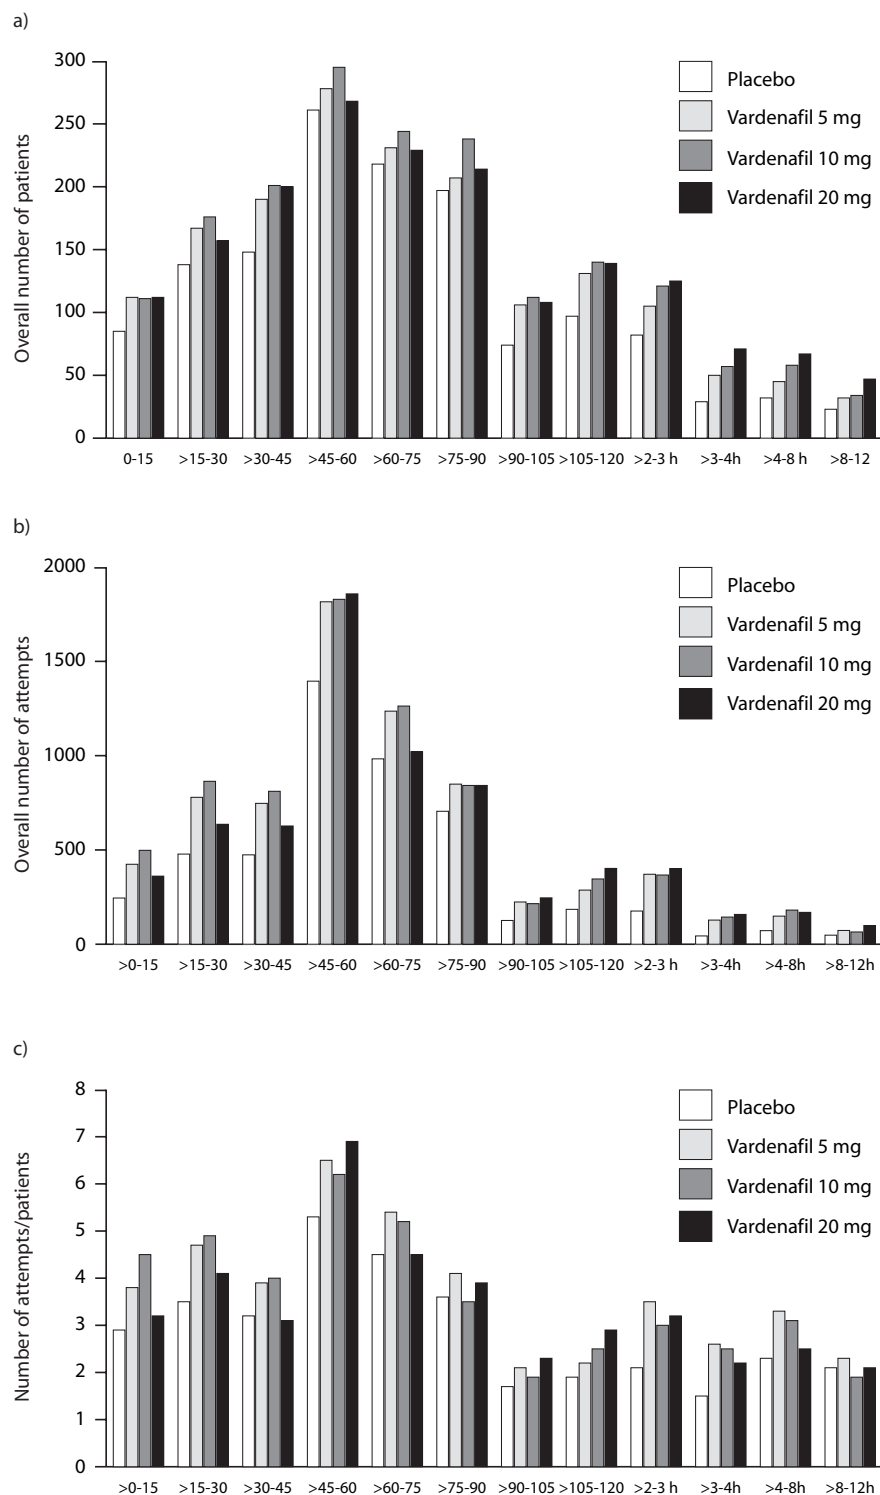 a)
300
250
200
150
100
50
0
Overall number of patients
Placebo
Vardenafil 5 mg
Vardenafil 10 mg
Vardenafil 20 mg
0-15 >15-30 >30-45 >45-60 >60-75 >75-90 >90-105 >105-120 >2-3 h >3-4h >4-8 h >8-12
b)
2000
1500
1000
500
0
Overall number of attempts
Placebo
Vardenafil 5 mg
Vardenafil 10 mg
Vardenafil 20 mg
>0-15 >15-30 >30-45 >45-60 >60-75 >75-90 >90-105 >105-120 >2-3 h >3-4h >4-8h >8-12h
c)
8
7
6
5
4
3
2
1
0
Number of attempts/patients
Placebo
Vardenafil 5 mg
Vardenafil 10 mg
Vardenafil 20 mg
>0-15 >15-30 >30-45 >45-60 >60-75 >75-90 >90-105 >105-120 >2-3 h >3-4h >4-8h >8-12h